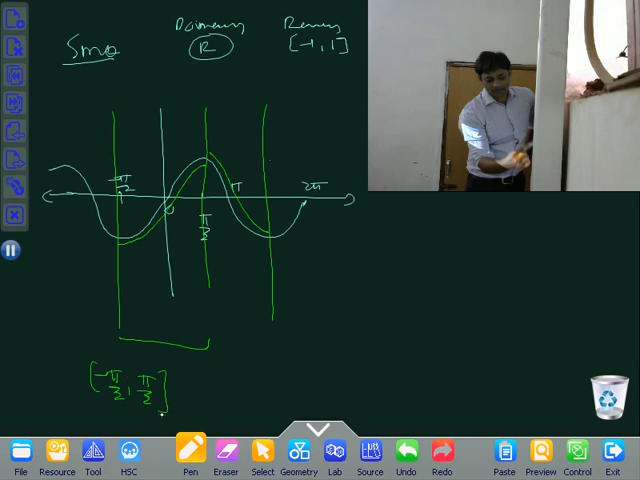 Sinθ Domain Range
R [-1, 1]
-π/2 π 2π
0 π/2
[-π/2, π/2]
File Resource Tool HSC Pen Eraser Select Geometry Lab Source Undo Redo Paste Preview Control Exit